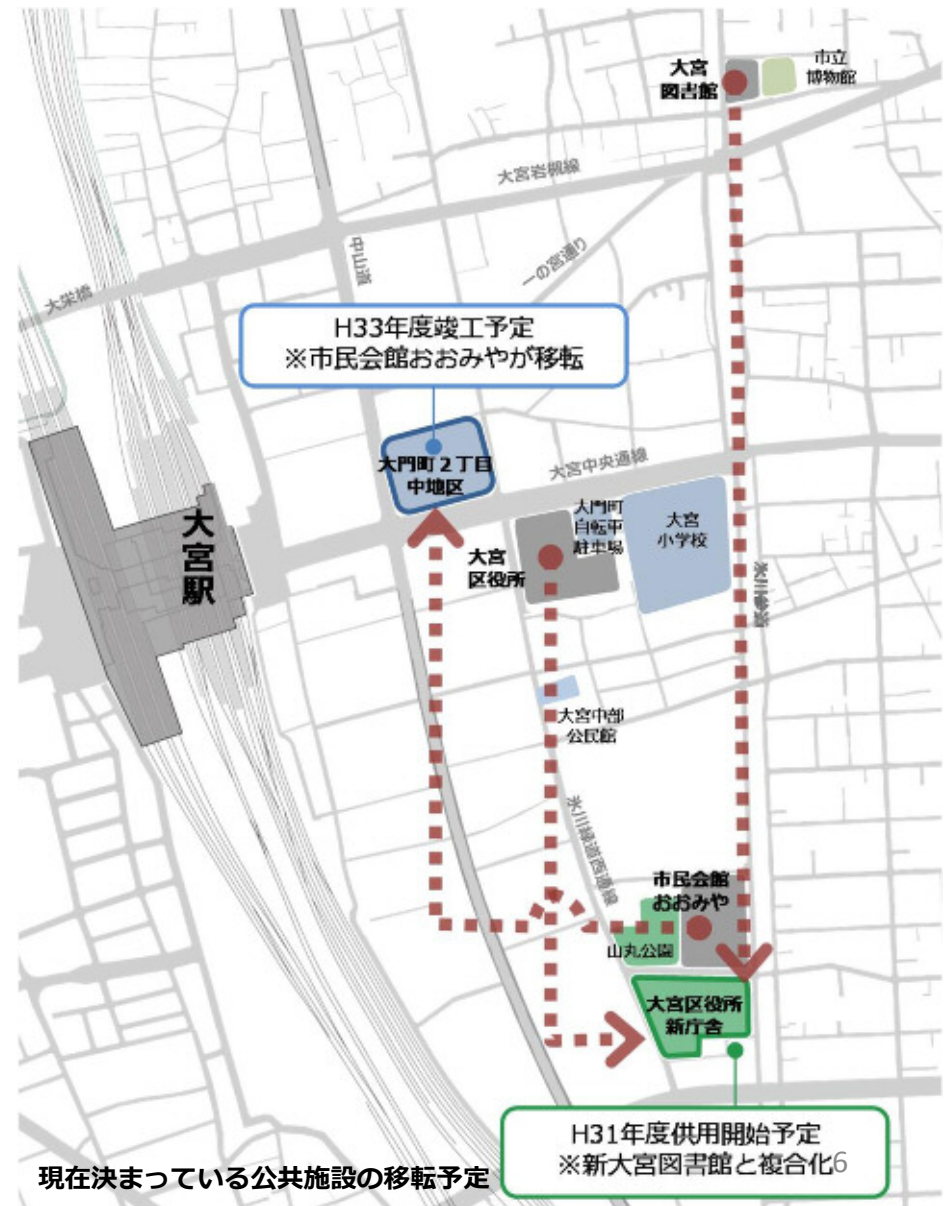 大宮
図書館
市立
博物館
大宮岩槻線
中山道
一の宮通り
大栄橋
H33年度竣工予定
※市民会館おおみやが移転
大門町２丁目
中地区
大宮中央通線
大門町
自転車
駐車場
大宮
小学校
大宮駅
大宮
区役所
氷川参道
大宮中部
公民館
氷川緑道西通線
市民会館
おおみや
山丸公園
大宮区役所
新庁舎
H31年度供用開始予定
※新大宮図書館と複合化
6
現在決まっている公共施設の移転予定